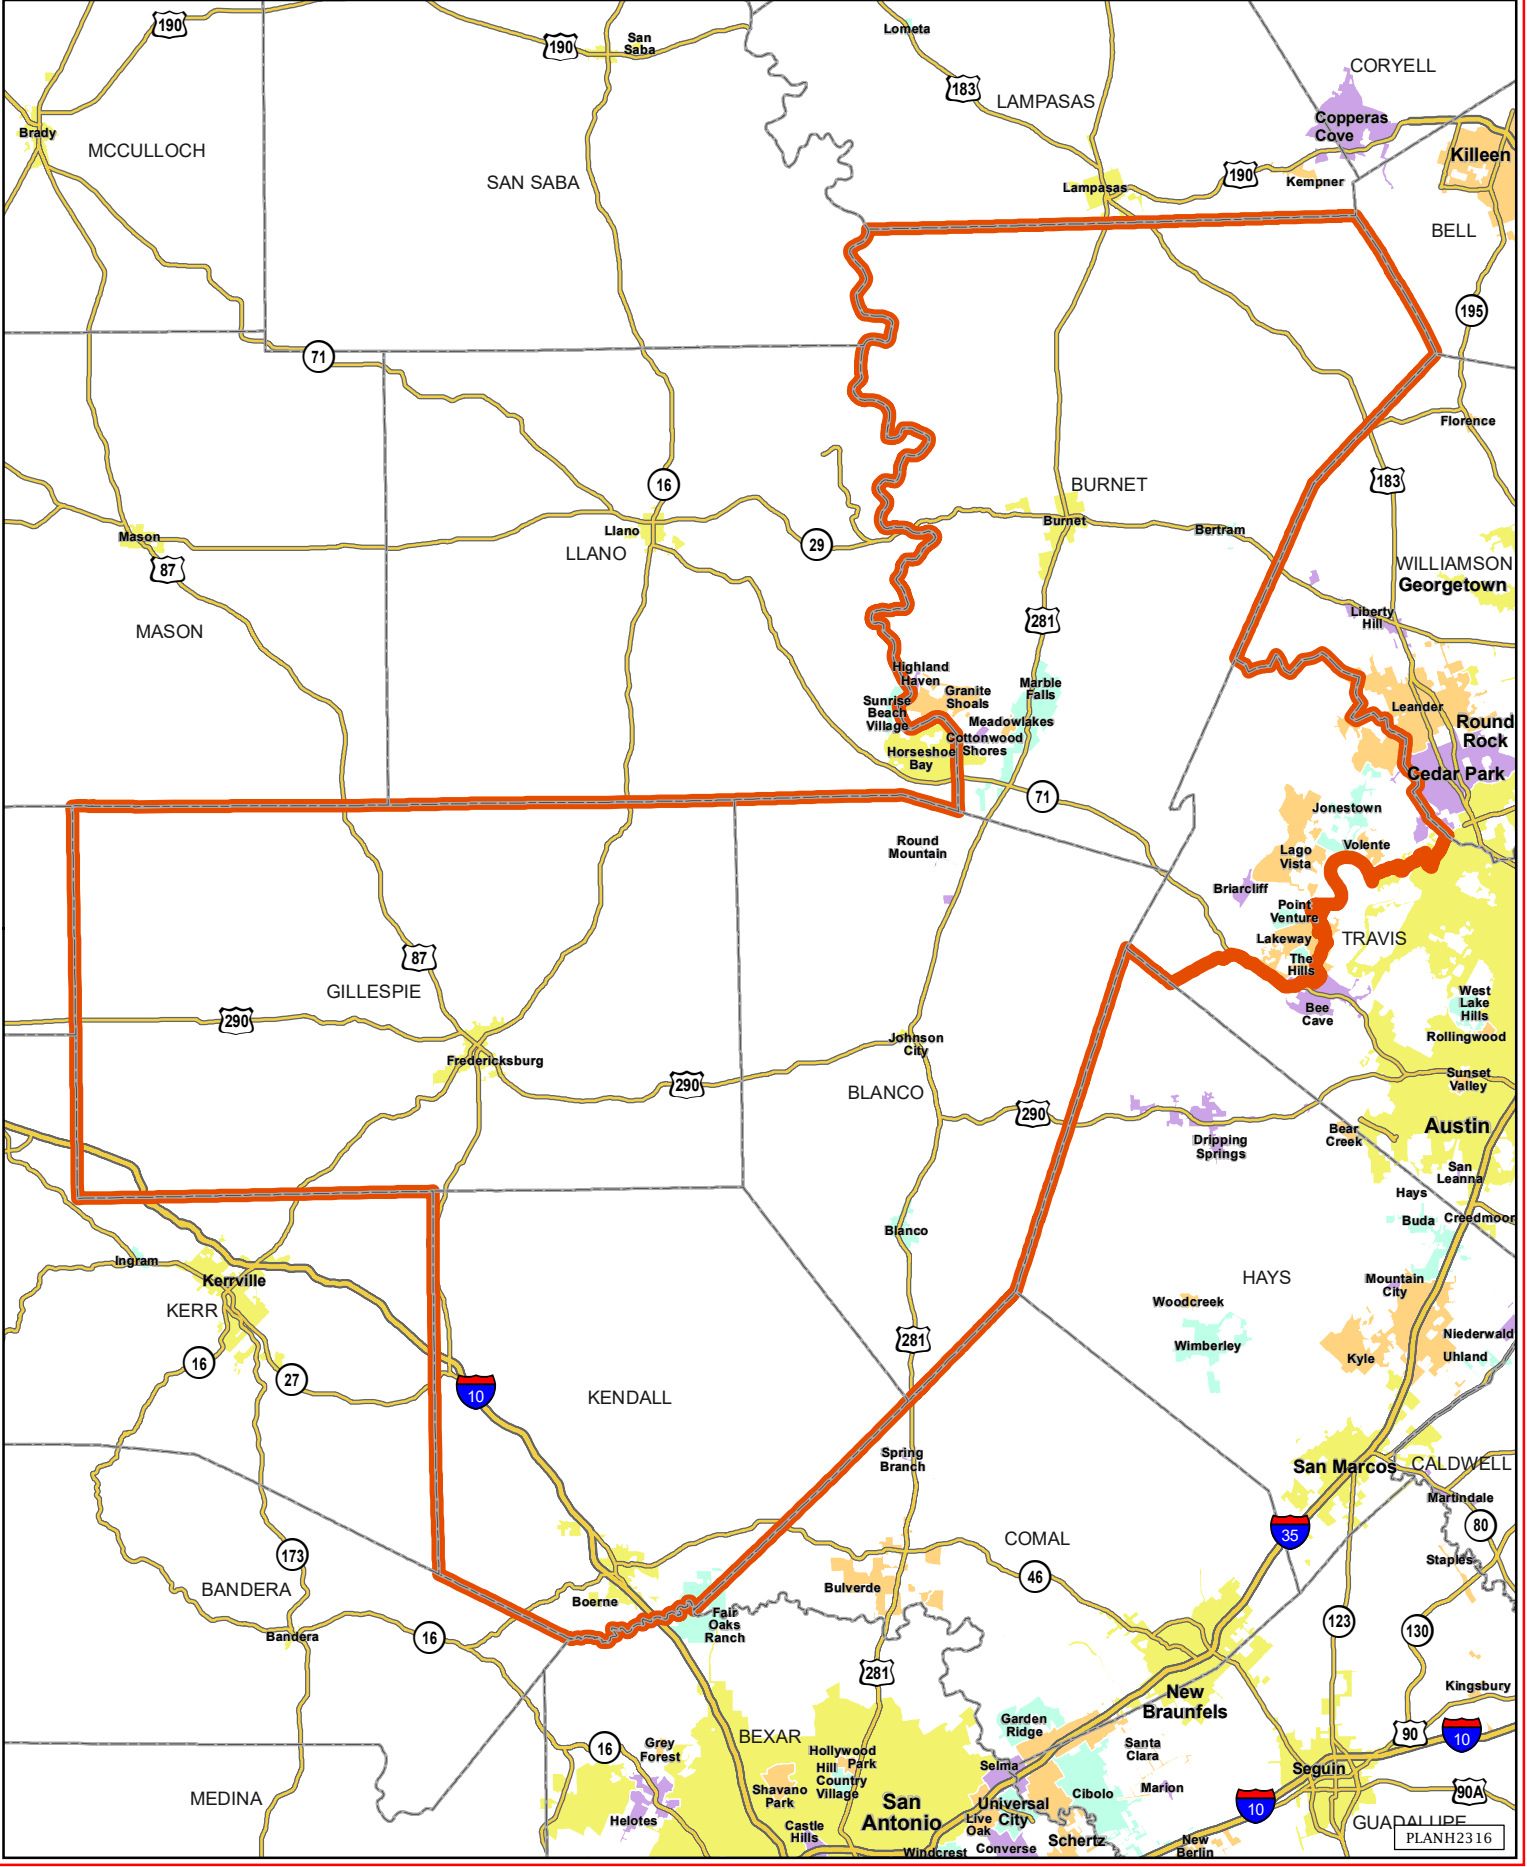 190
San
Saba
190
Lometa
183
LAMPASAS
CORYELL
Copperas
Cove
Brady
MCCULLOCH
SAN SABA
Killeen
190
Kempner
Lampasas
BELL
195
71
Florence
16
183
BURNET
Burnet
Bertram
Llano
LLANO
29
Mason
87
WILLIAMSON
Georgetown
MASON
281
Liberty
Hill
Highland
Haven
Granite
Shoals
Marble
Falls
Sunrise
Beach
Village
Meadowlakes
Cottonwood
Shores
Horseshoe
Bay
Leander
Round
Rock
Cedar Park
71
Jonestown
Round
Mountain
Lago
Vista
Volente
Briarcliff
Point
Venture
Lakeway
TRAVIS
The
Hills
87
GILLESPIE
290
Bee
Cave
West
Lake
Hills
Rollingwood
Johnson
City
Fredericksburg
290
BLANCO
290
Sunset
Valley
Dripping
Springs
Bear
Creek
Austin
San
Leanna
Hays
Buda
Creedmoor
Blanco
Ingram
Kerrville
KERR
HAYS
Mountain
City
Woodcreek
Wimberley
Niederwald
Uhland
Kyle
281
16
27
10
KENDALL
Spring
Branch
San Marcos
CALDWELL
Martindale
80
35
COMAL
Staples
173
BANDERA
46
Bulverde
Boerne
Fair
Oaks
Ranch
Bandera
16
123
130
281
Kingsbury
New
Braunfels
Garden
Ridge
90
10
BEXAR
Grey
Forest
16
Hollywood
Park
Hill
Country
Village
Santa
Clara
Selma
Seguin
Shavano
Park
Cibolo
Marion
90A
MEDINA
Helotes
San
Antonio
Universal
City
Live
Oak
10
Castle
Hills
Schertz
GUADALUPE
Windcrest
Converse
New
Berlin
PLANH2316